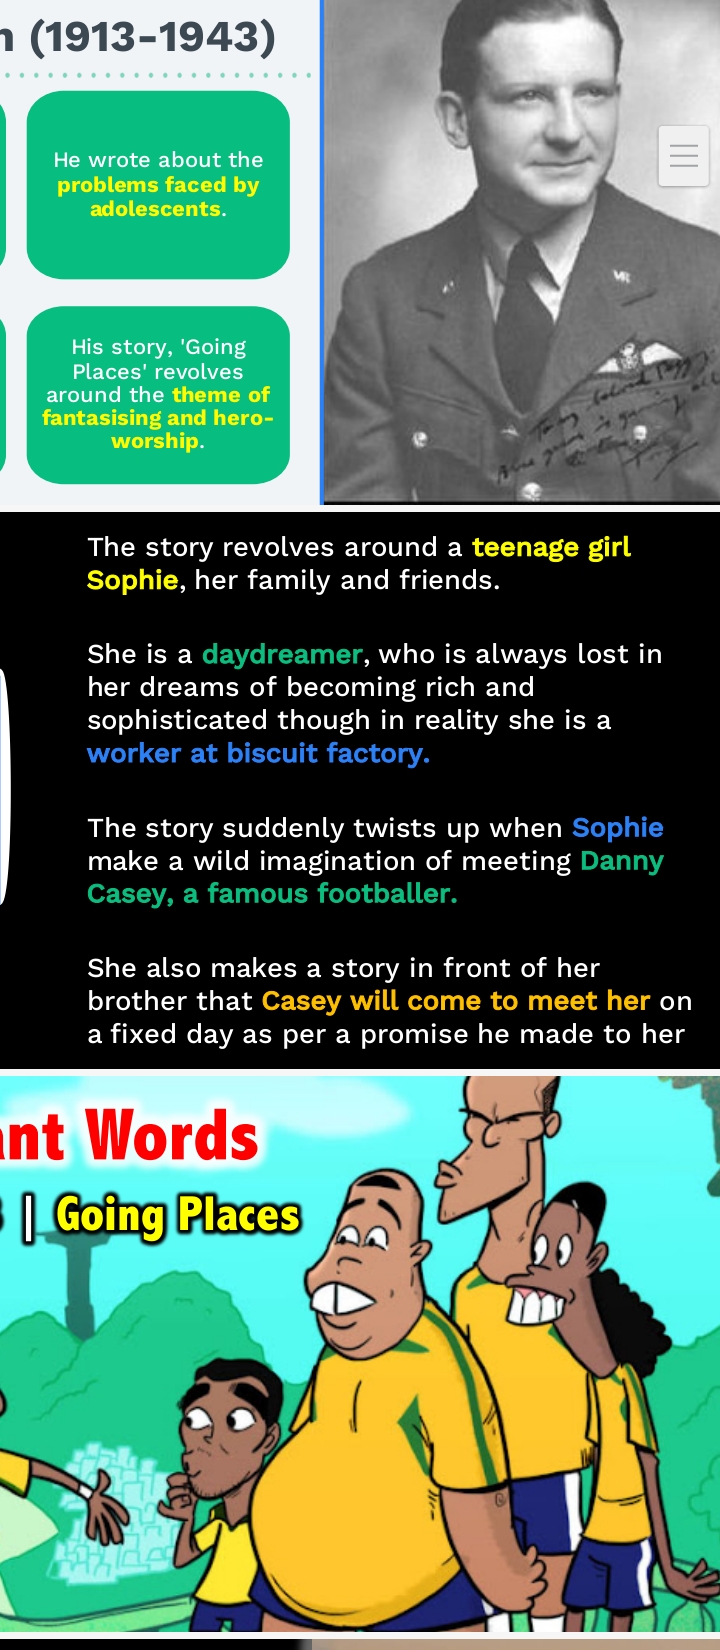 n (1913-1943)
He wrote about the
problems faced by
adolescents.
His story, 'Going
Places' revolves
around the theme of
fantasising and hero-
worship.
The story revolves around a teenage girl
Sophie, her family and friends.
She is a daydreamer, who is always lost in
her dreams of becoming rich and
sophisticated though in reality she is a
worker at biscuit factory.
The story suddenly twists up when Sophie
make a wild imagination of meeting Danny
Casey, a famous footballer.
She also makes a story in front of her
brother that Casey will come to meet her on
a fixed day as per a promise he made to her
ant Words
| Going Places